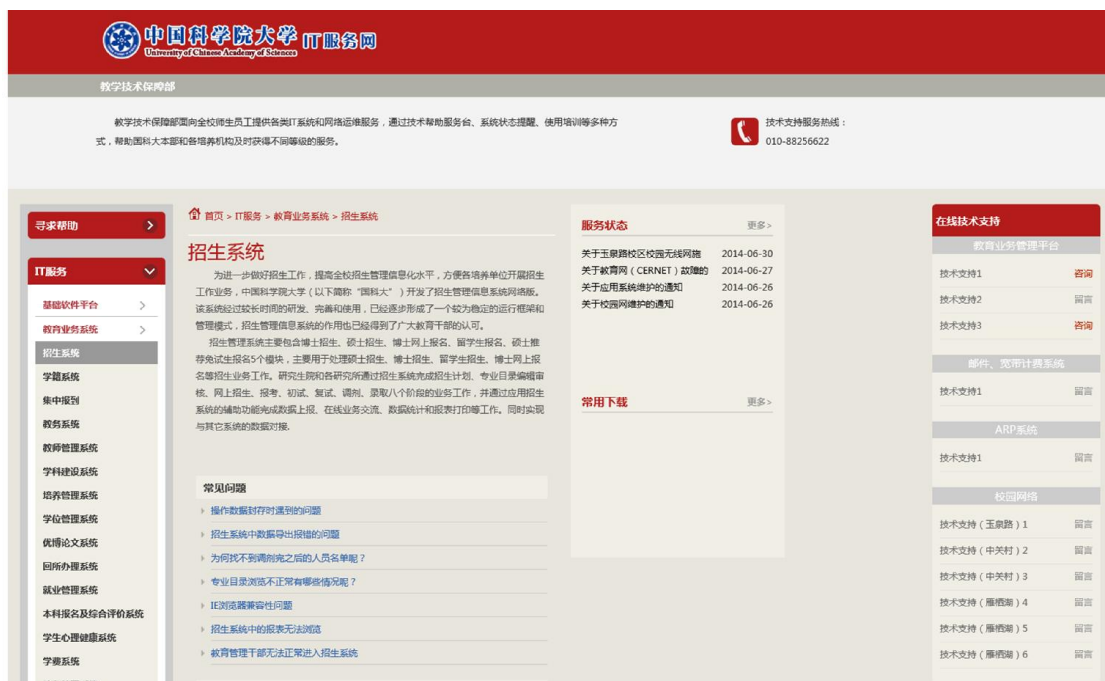 中国科学院大学 IT服务网
University of Chinese Academy of Sciences
教学技术保障部
教学技术保障部面向全校师生员工提供各类IT系统和网络运维服务，通过技术帮助服务台、系统状态提醒、使用培训等多种方
式，帮助国科大本部和各培养机构及时获得不同等级的服务。
技术支持服务热线：
010-88256622
寻求帮助
IT服务
基础软件平台 >
教育业务系统 >
招生系统
学籍系统
集中报到
教务系统
教师管理系统
学科建设系统
培养管理系统
学位管理系统
优博论文系统
回所办理系统
就业管理系统
本科报名及综合评价系统
学生心理健康系统
学费系统
首页 > IT服务 > 教育业务系统 > 招生系统
招生系统
为进一步做好招生工作，提高全校招生管理信息化水平，方便各培养单位开展招生
工作业务，中国科学院大学（以下简称“国科大”）开发了招生管理信息系统网络版。
该系统经过较长时间的研发、完善和使用，已经逐步形成了一个较为稳定的运行框架和
管理模式，招生管理信息系统的作用也已经得到了广大教育干部的认可。
招生管理系统主要包含博士招生、硕士招生、博士网上报名、留学生报名、硕士推
荐免试生报名5个模块，主要用于处理硕士招生、博士招生、留学生招生、博士网上报
名等招生业务工作。研究生院和各研究所通过招生系统完成招生计划、专业目录编辑审
核、网上招生、报考、初试、复试、调剂、录取八个阶段的业务工作，并通过应用招生
系统的辅助功能完成数据上报、在线业务交流、数据统计和报表打印等工作。同时实现
与其它系统的数据对接.
常见问题
操作数据封存时遇到的问题
招生系统中数据导出报错的问题
为何找不到调剂完之后的人员名单呢？
专业目录浏览不正常有哪些情况呢？
IE浏览器兼容性问题
招生系统中的报表无法浏览
教育管理干部无法正常进入招生系统
服务状态 更多>
关于玉泉路校区校园无线网施 2014-06-30
关于教育网（CERNET）故障的 2014-06-27
关于应用系统维护的通知 2014-06-26
关于校园网维护的通知 2014-06-26
常用下载 更多>
在线技术支持
教育业务管理平台
技术支持1 咨询
技术支持2 留言
技术支持3 咨询
邮件、宽带计费系统
技术支持1 留言
ARP系统
技术支持1 留言
校园网络
技术支持（玉泉路）1 留言
技术支持（中关村）2 留言
技术支持（中关村）3 留言
技术支持（雁栖湖）4 留言
技术支持（雁栖湖）5 留言
技术支持（雁栖湖）6 留言